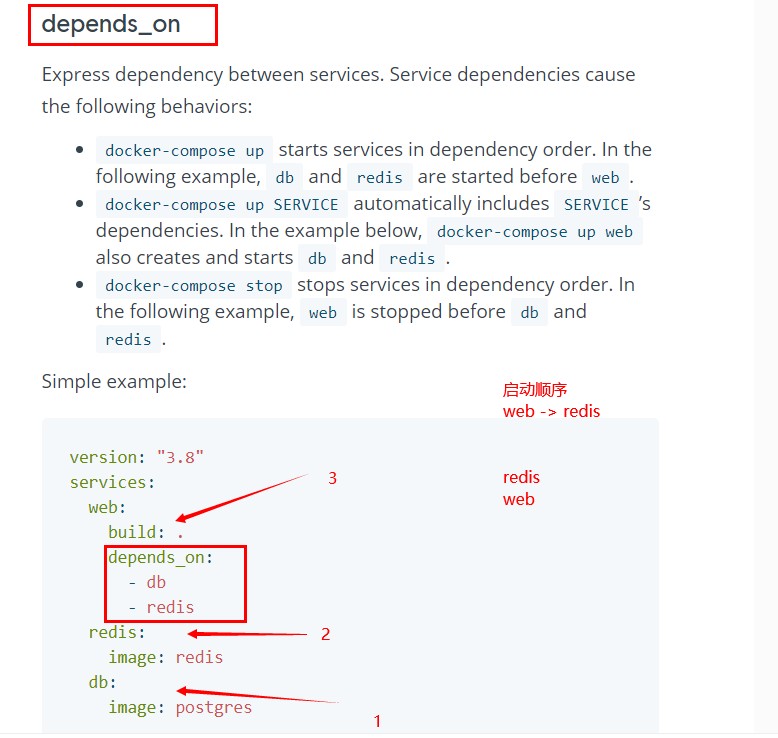 depends_on
Express dependency between services. Service dependencies cause
the following behaviors:
• docker-compose up starts services in dependency order. In the
following example, db and redis are started before web .
• docker-compose up SERVICE automatically includes SERVICE 's
dependencies. In the example below, docker-compose up web
also creates and starts db and redis .
• docker-compose stop stops services in dependency order. In
the following example, web is stopped before db and
redis .
Simple example:
启动顺序
web -> redis
version: "3.8"
services:
3
redis
web:
web
build: .
depends_on:
- db
- redis
redis:
2
image: redis
db:
image: postgres
1